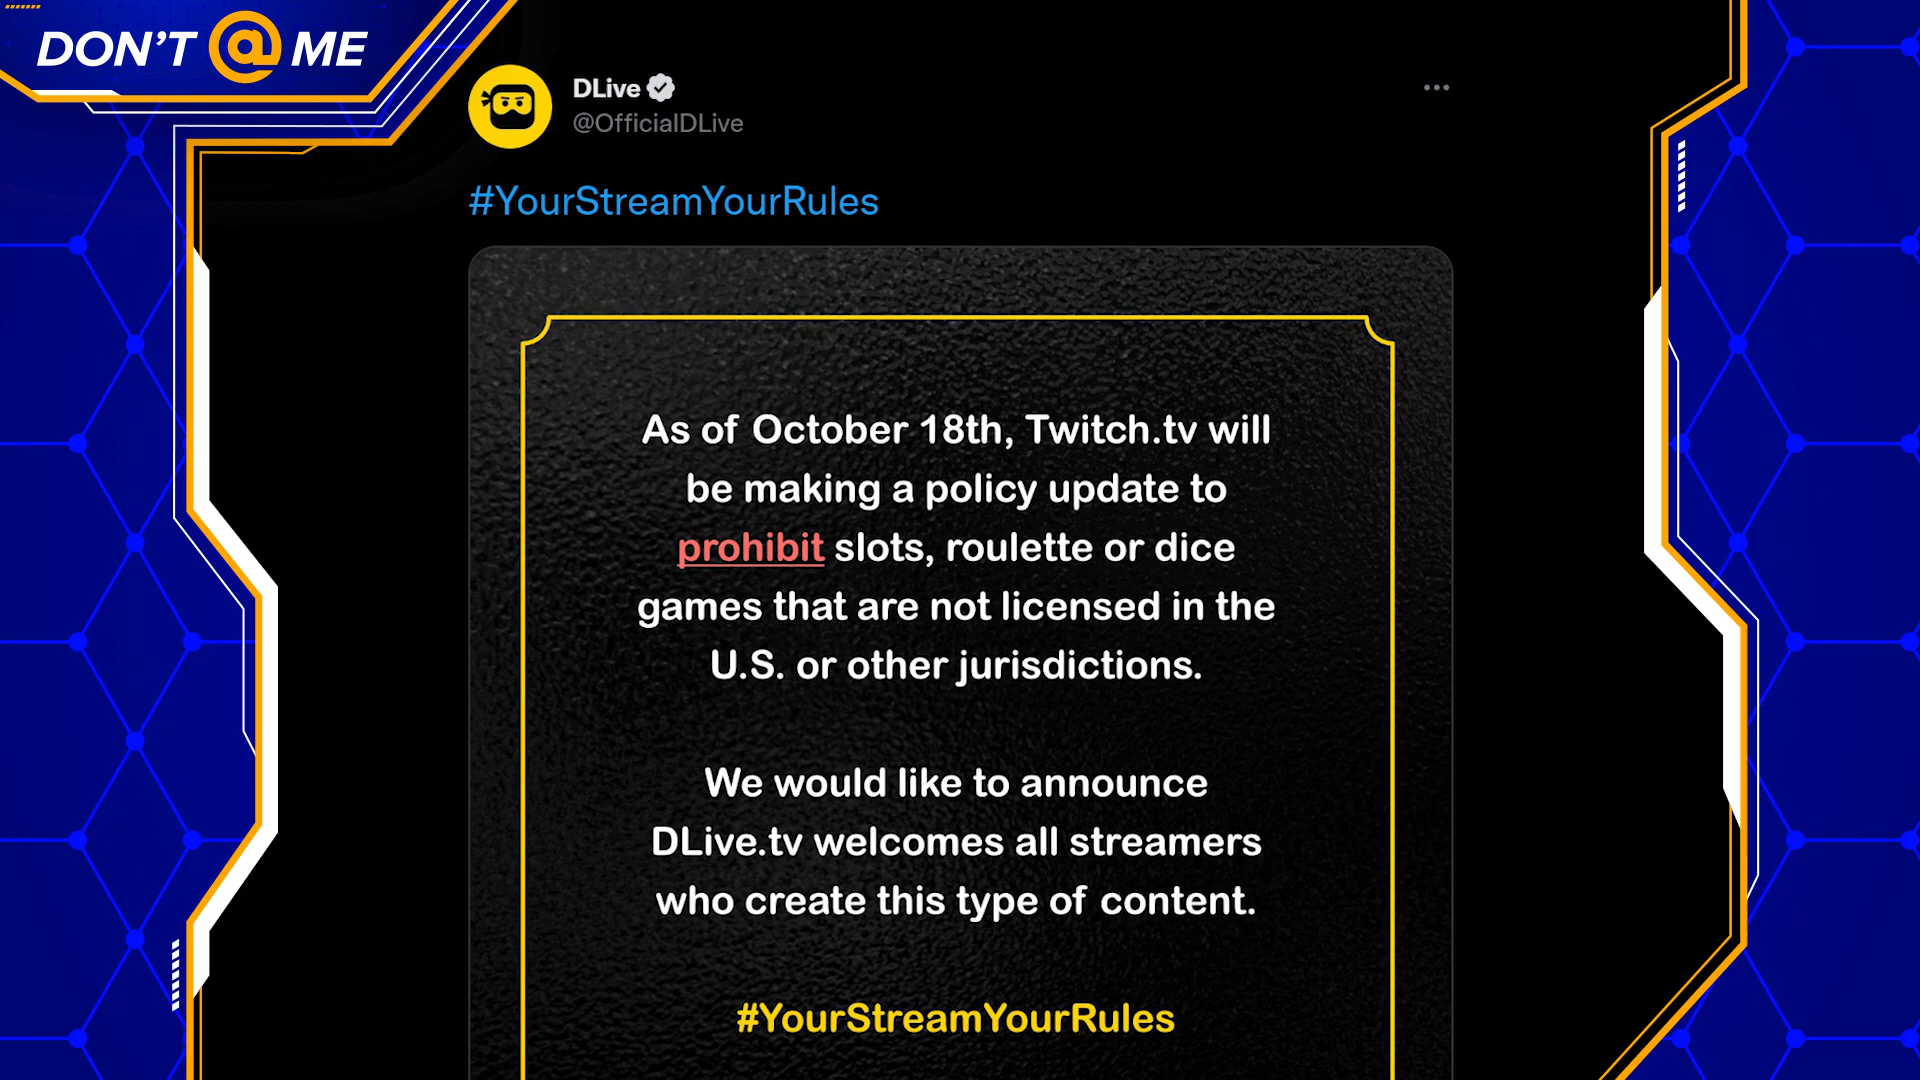 DON'T @ ME
DLive
@OfficialDLive
#YourStreamYourRules
As of October 18th, Twitch.tv will
be making a policy update to
prohibit slots, roulette or dice
games that are not licensed in the
U.S. or other jurisdictions.
We would like to announce
DLive.tv welcomes all streamers
who create this type of content.
#YourStreamYourRules